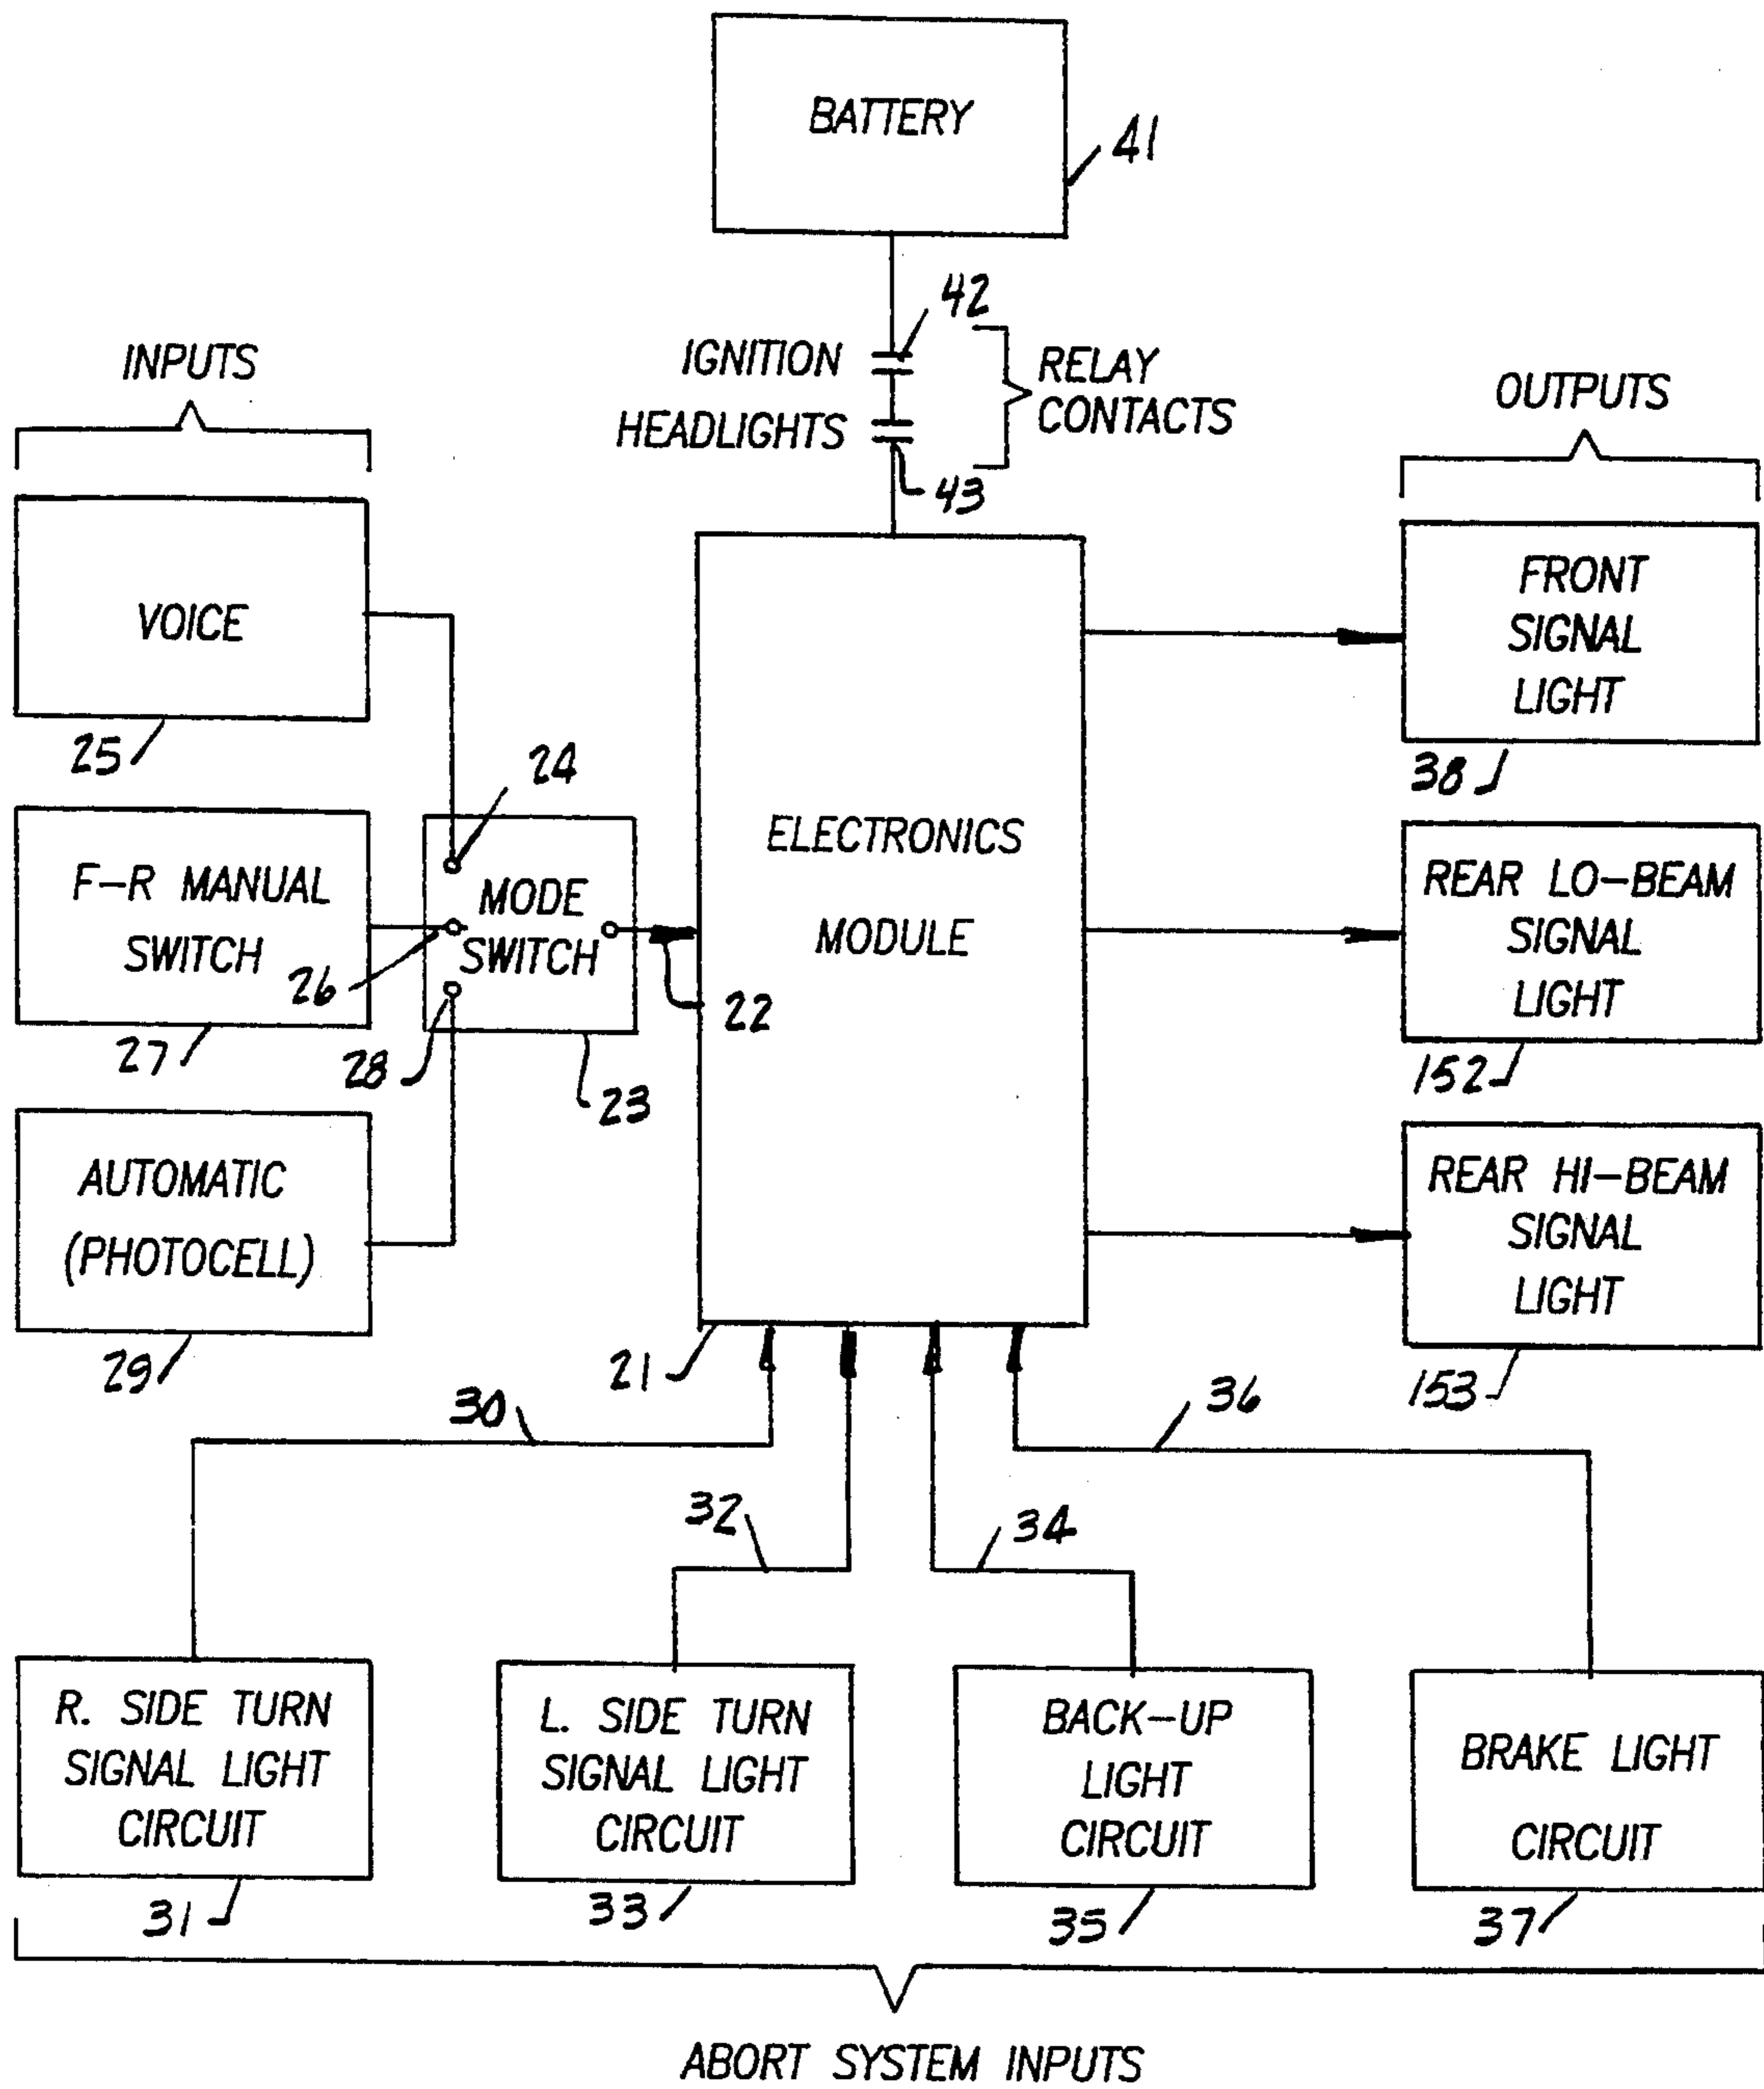 BATTERY
41
42
IGNITION
HEADLIGHTS
43
RELAY
CONTACTS
INPUTS
OUTPUTS
VOICE
25
F-R MANUAL
SWITCH
27
AUTOMATIC
(PHOTOCELL)
29
24
26
28
MODE
SWITCH
23
22
ELECTRONICS
MODULE
21
FRONT
SIGNAL
LIGHT
38
REAR LO-BEAM
SIGNAL
LIGHT
152
REAR HI-BEAM
SIGNAL
LIGHT
153
30
32
34
36
R. SIDE TURN
SIGNAL LIGHT
CIRCUIT
31
L. SIDE TURN
SIGNAL LIGHT
CIRCUIT
33
BACK-UP
LIGHT
CIRCUIT
35
BRAKE LIGHT
CIRCUIT
37
ABORT SYSTEM INPUTS